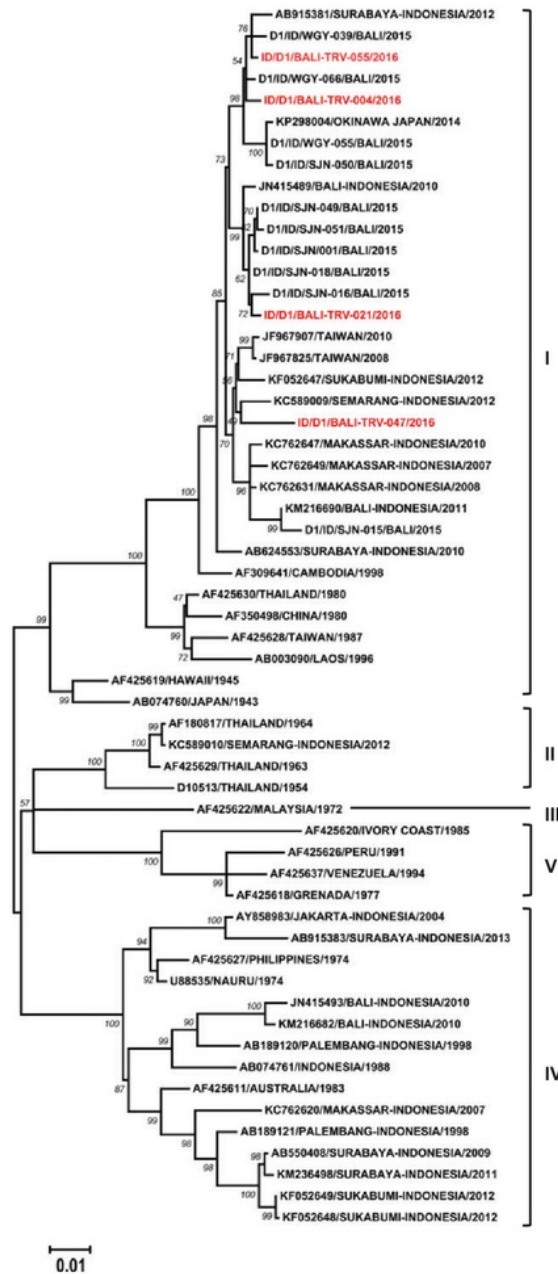 AB915381/SURABAYA-INDONESIA/2012
76
D1/ID/WGY-039/BALI/2015
ID/D1/BALI-TRV-055/2016
54
D1/ID/WGY-066/BALI/2015
98
ID/D1/BALI-TRV-004/2016
KP298004/OKINAWA JAPAN/2014
D1/ID/WGY-055/BALI/2015
100
73
D1/ID/SJN-050/BALI/2015
JN415489/BALI-INDONESIA/2010
D1/ID/SJN-049/BALI/2015
70
D1/ID/SJN-051/BALI/2015
99
D1/ID/SJN/001/BALI/2015
D1/ID/SJN-018/BALI/2015
62
85
D1/ID/SJN-016/BALI/2015
72
ID/D1/BALI-TRV-021/2016
JF967907/TAIWAN/2010
99
71
JF967825/TAIWAN/2008
I
KF052647/SUKABUMI-INDONESIA/2012
KC589009/SEMARANG-INDONESIA/2012
ID/D1/BALI-TRV-047/2016
98
70
KC762647/MAKASSAR-INDONESIA/2010
KC762649/MAKASSAR-INDONESIA/2007
KC762631/MAKASSAR-INDONESIA/2008
96
KM216690/BALI-INDONESIA/2011
100
99
D1/ID/SJN-015/BALI/2015
AB624553/SURABAYA-INDONESIA/2010
100
AF309641/CAMBODIA/1998
AF425630/THAILAND/1980
47
AF350498/CHINA/1980
99
AF425628/TAIWAN/1987
99
72
AB003090/LAOS/1996
AF425619/HAWAII/1945
99
AB074760/JAPAN/1943
AF180817/THAILAND/1964
99
KC589010/SEMARANG-INDONESIA/2012
100
100
AF425629/THAILAND/1963
II
D10513/THAILAND/1954
57
AF425622/MALAYSIA/1972
III
AF425620/IVORY COAST/1985
AF425626/PERU/1991
100
AF425637/VENEZUELA/1994
V
99
AF425618/GRENADA/1977
AY858983/JAKARTA-INDONESIA/2004
100
AB915383/SURABAYA-INDONESIA/2013
94
AF425627/PHILIPPINES/1974
92
U88535/NAURU/1974
JN415493/BALI-INDONESIA/2010
100
100
KM216682/BALI-INDONESIA/2010
90
AB189120/PALEMBANG-INDONESIA/1998
99
AB074761/INDONESIA/1988
IV
87
AF425611/AUSTRALIA/1983
99
KC762620/MAKASSAR-INDONESIA/2007
98
AB189121/PALEMBANG-INDONESIA/1998
98
AB550408/SURABAYA-INDONESIA/2009
98
KM236498/SURABAYA-INDONESIA/2011
100
KF052649/SUKABUMI-INDONESIA/2012
99
KF052648/SUKABUMI-INDONESIA/2012
0.01